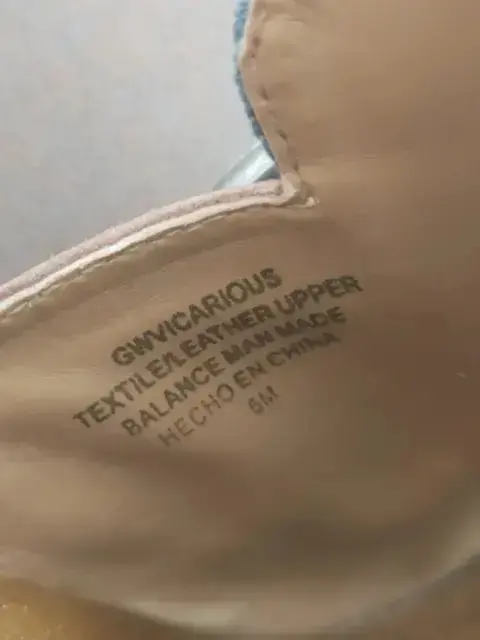 GWVICARIOUS
TEXTILE/LEATHER UPPER
BALANCE MAN MADE
HECHO EN CHINA
6M